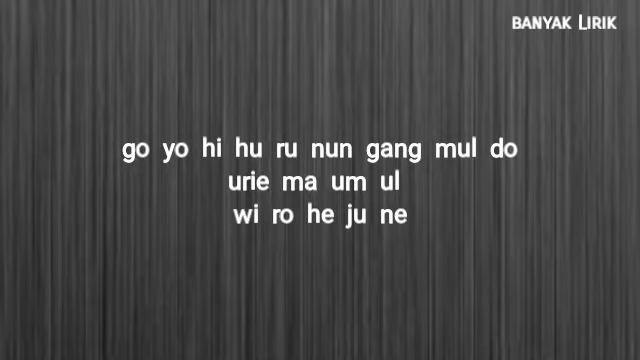 BANYAK LIRIK
go yo hi hu ru nun gang mul do
urie ma um ul
wi ro he ju ne